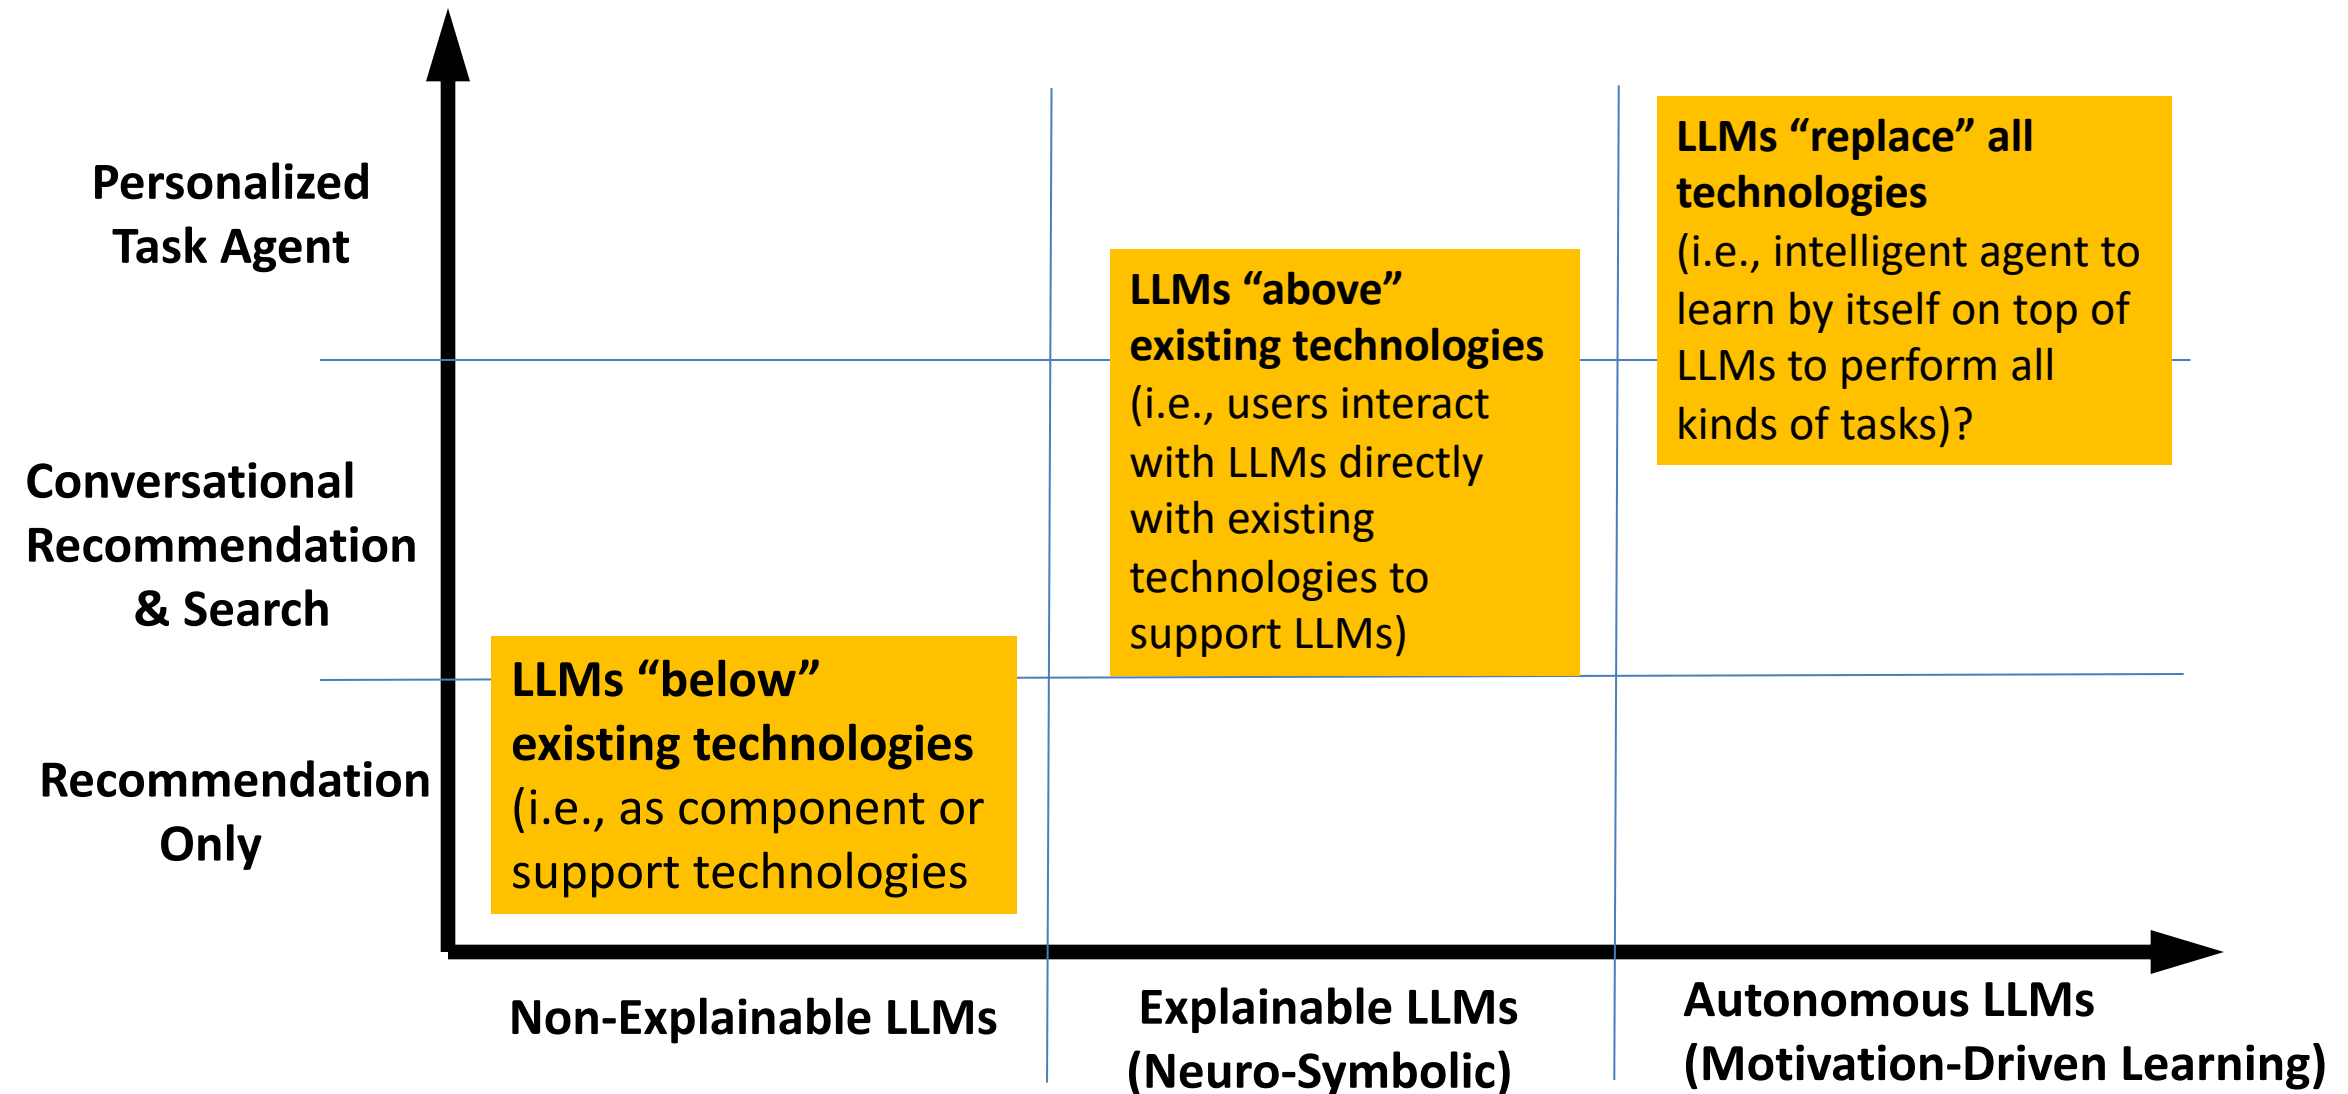 Personalized
Task Agent
Conversational
Recommendation
& Search
Recommendation
Only
LLMs “below”
existing technologies
(i.e., as component or
support technologies
LLMs “above”
existing technologies
(i.e., users interact
with LLMs directly
with existing
technologies to
support LLMs)
LLMs “replace” all
technologies
(i.e., intelligent agent to
learn by itself on top of
LLMs to perform all
kinds of tasks)?
Non-Explainable LLMs
Explainable LLMs
(Neuro-Symbolic)
Autonomous LLMs
(Motivation-Driven Learning)